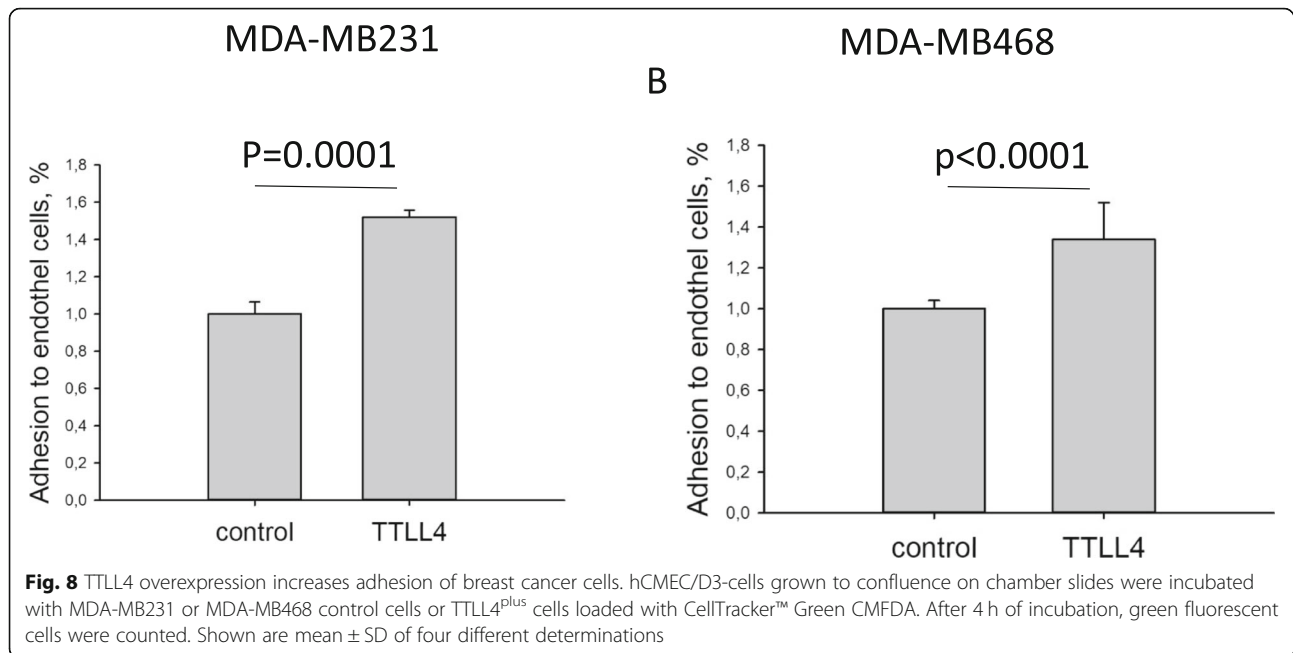 MDA-MB231
MDA-MB468
B
P=0.0001
Adhesion to endothel cells, %
1,8
1,6
1,4
1,2
1,0
0,8
0,6
0,4
0,2
0,0
control TTLL4
p<0.0001
Adhesion to endothel cells, %
1,8
1,6
1,4
1,2
1,0
0,8
0,6
0,4
0,2
0,0
control TTLL4
Fig. 8 TTLL4 overexpression increases adhesion of breast cancer cells. hCMEC/D3-cells grown to confluence on chamber slides were incubated
with MDA-MB231 or MDA-MB468 control cells or TTLL4plus cells loaded with CellTracker™ Green CMFDA. After 4 h of incubation, green fluorescent
cells were counted. Shown are mean ± SD of four different determinations